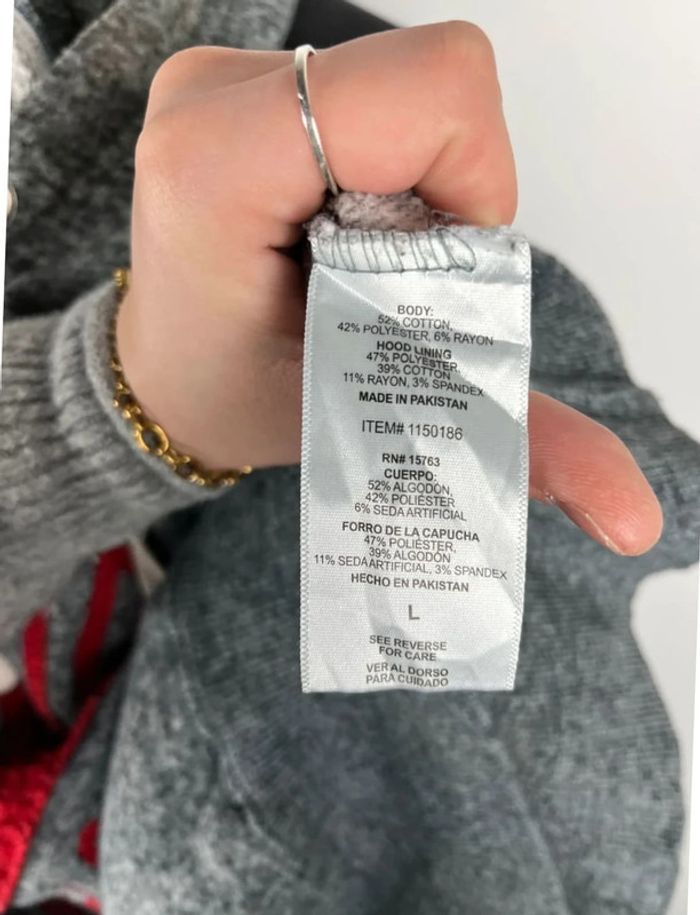 BODY:
52% COTTON,
42% POLYESTER, 6% RAYON
HOOD LINING
47% POLYESTER,
39% COTTON
11% RAYON, 3% SPANDEX
MADE IN PAKISTAN
ITEM# 1150186
RN# 15763
CUERPO:
52% ALGODÓN,
42% POLIÉSTER
6% SEDA ARTIFICIAL
FORRO DE LA CAPUCHA
47% POLIÉSTER,
39% ALGODÓN
11% SEDA ARTIFICIAL, 3% SPANDEX
HECHO EN PAKISTAN
L
SEE REVERSE
FOR CARE
VER AL DORSO
PARA CUIDADO